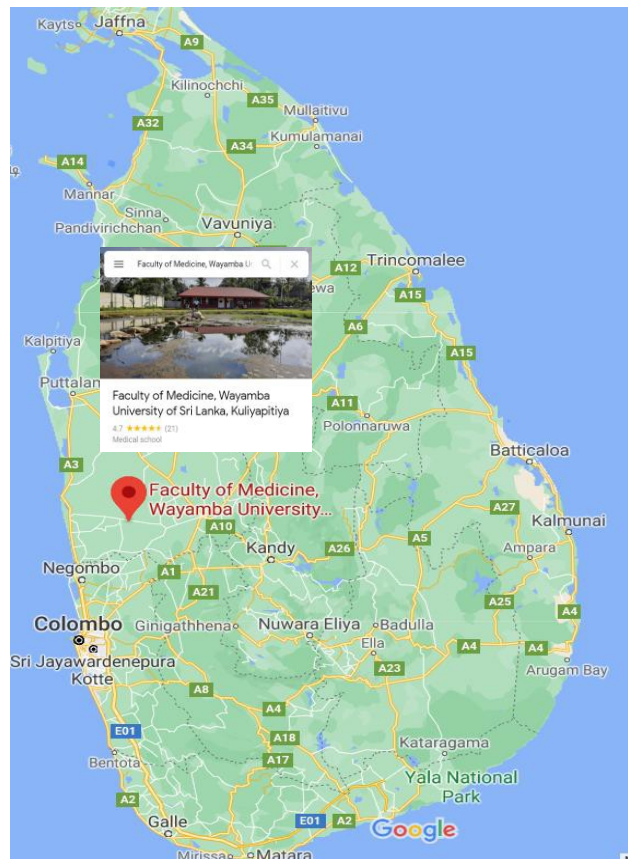 Kayts
Jaffna
A9
Kilinochchi
A35
Mullaitivu
A32
Kumulamanai
A34
A14
Mannar
Sinna
Pandivirichchan
Vavuniya
Faculty of Medicine, Wayamba
A12
Trincomalee
A15
A6
Kalpitiya
A15
Puttalan
Faculty of Medicine, Wayamba
University of Sri Lanka, Kuliyapitiya
4.7 ★★★★★ (21)
Medical school
A11
Polonnaruwa
Batticaloa
A3
Faculty of Medicine,
Wayamba University...
A10
A27
Kalmunai
Kandy
A26
A5
Ampara
Negombo
A1
A21
A25
Colombo
Ginigathhena
Nuwara Eliya
Badulla
A4
Sri Jayawardenepura
Kotte
Ella
A4
A4
A23
Arugam Bay
A8
A4
E01
A18
Kataragama
Bentota
A17
Yala National
Park
A2
Galle
E01
A2
Google
Mirissa
Matara